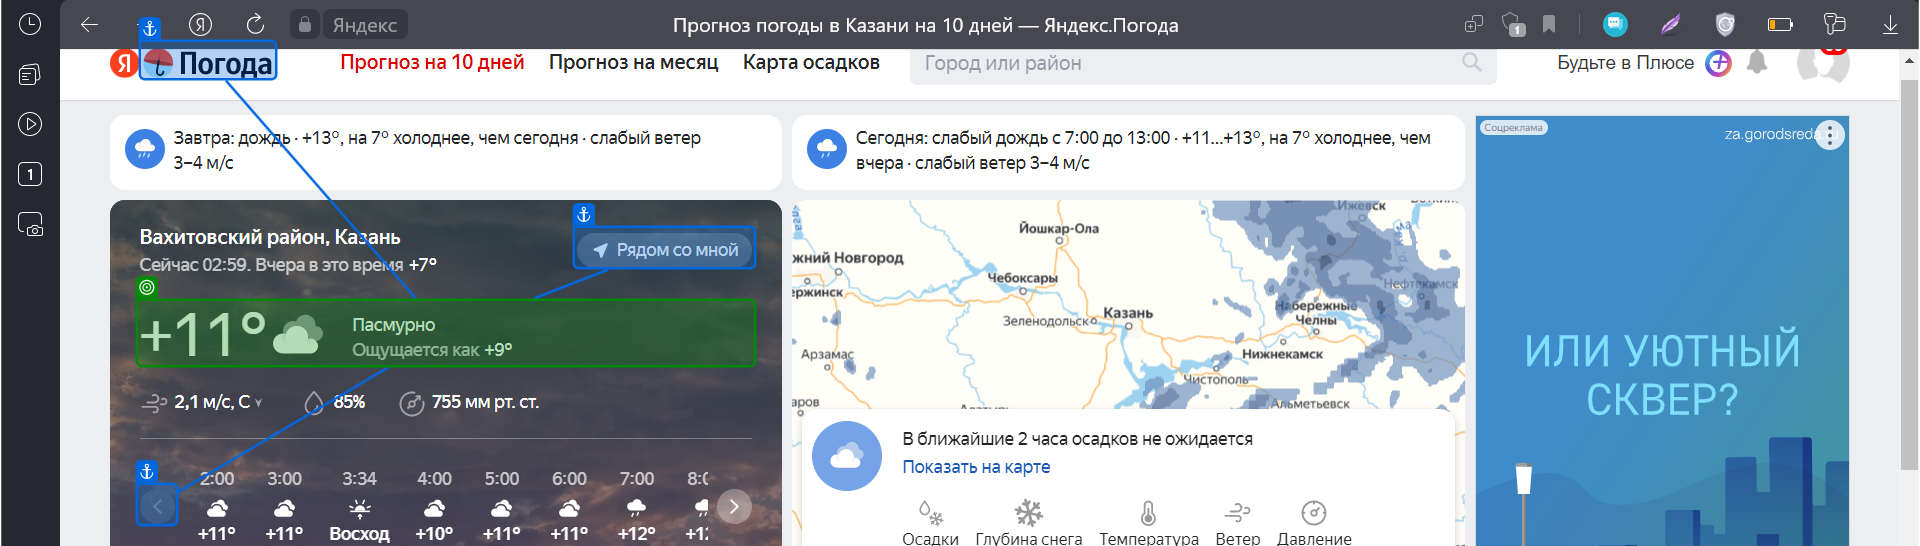 Яндекс
Прогноз погоды в Казани на 10 дней — Яндекс.Погода
1
Я Погода
Прогноз на 10 дней
Прогноз на месяц
Карта осадков
Город или район
Будьте в Плюсе
1
Завтра: дождь · +13°, на 7° холоднее, чем сегодня · слабый ветер
3–4 м/с
Сегодня: слабый дождь с 7:00 до 13:00 · +11...+13°, на 7° холоднее, чем
вчера · слабый ветер 3–4 м/с
Соцреклама
za.gorodsreda
Вахитовский район, Казань
Сейчас 02:59. Вчера в это время +7°
Рядом со мной
+11°
Пасмурно
Ощущается как +9°
2,1 м/с, С
85%
755 мм рт. ст.
2:00
3:00
3:34
4:00
5:00
6:00
7:00
+11°
+11°
Восход
+10°
+11°
+11°
+12°
Ижевск
Йошкар-Ола
жний Новгород
Чебоксары
ержинск
Нефтекамск
Набережные
Челны
Казань
Зеленодольск
Арзамас
Нижнекамск
Чистополь
аров
Альметьевск
В ближайшие 2 часа осадков не ожидается
Показать на карте
Осадки
Глубина снега
Температура
Ветер
Давление
ИЛИ УЮТНЫЙ
СКВЕР?